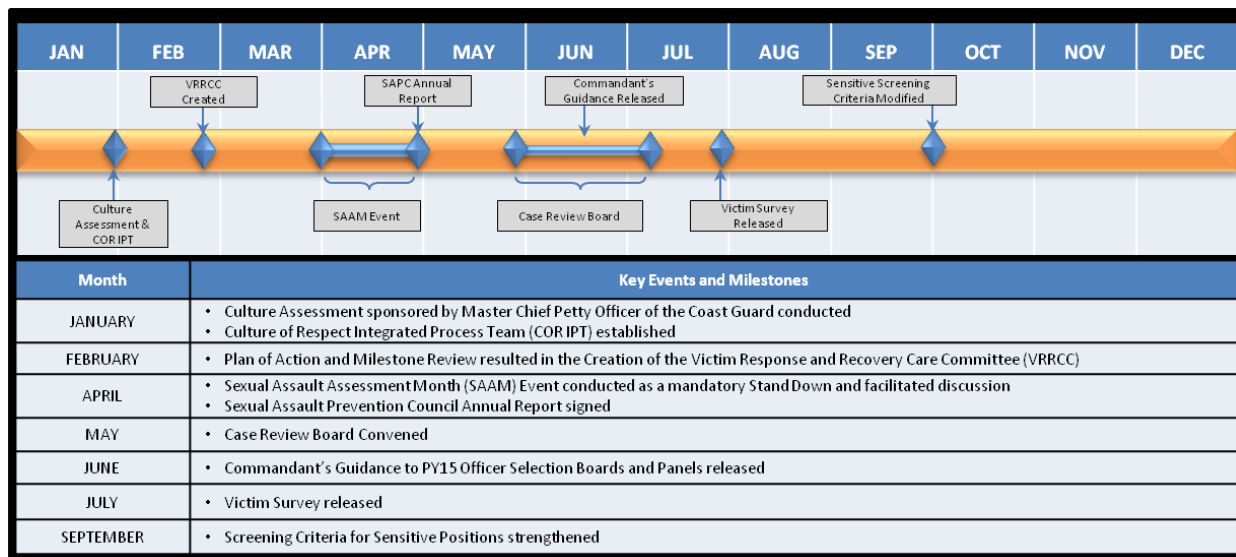 JAN FEB MAR APR MAY JUN JUL AUG SEP OCT NOV DEC
VRRCC
Created
SAPC Annual
Report
Commandant's
Guidance Released
Sensitive Screening
Criteria Modified
Culture
Assessment &
COR IPT
SAAM Event
Case Review Board
Victim Survey
Released
Month Key Events and Milestones
JANUARY
• Culture Assessment sponsored by Master Chief Petty Officer of the Coast Guard conducted
• Culture of Respect Integrated Process Team (COR IPT) established
FEBRUARY • Plan of Action and Milestone Review resulted in the Creation of the Victim Response and Recovery Care Committee (VRRCC)
APRIL
• Sexual Assault Assessment Month (SAAM) Event conducted as a mandatory Stand Down and facilitated discussion
• Sexual Assault Prevention Council Annual Report signed
MAY • Case Review Board Convened
JUNE • Commandant's Guidance to PY15 Officer Selection Boards and Panels released
JULY • Victim Survey released
SEPTEMBER • Screening Criteria for Sensitive Positions strengthened